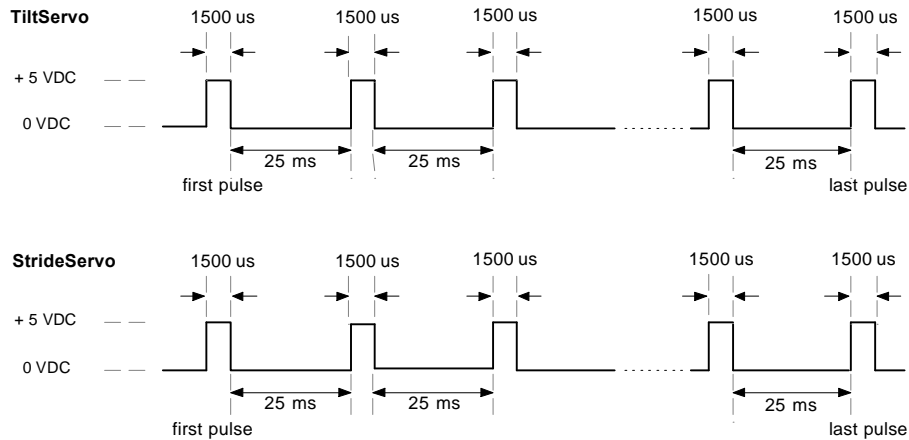 TiltServo 1500 us 1500 us 1500 us 1500 us 1500 us
+ 5 VDC
0 VDC
25 ms 25 ms 25 ms
first pulse last pulse
StrideServo 1500 us 1500 us 1500 us 1500 us 1500 us
+ 5 VDC
0 VDC
25 ms 25 ms 25 ms
first pulse last pulse